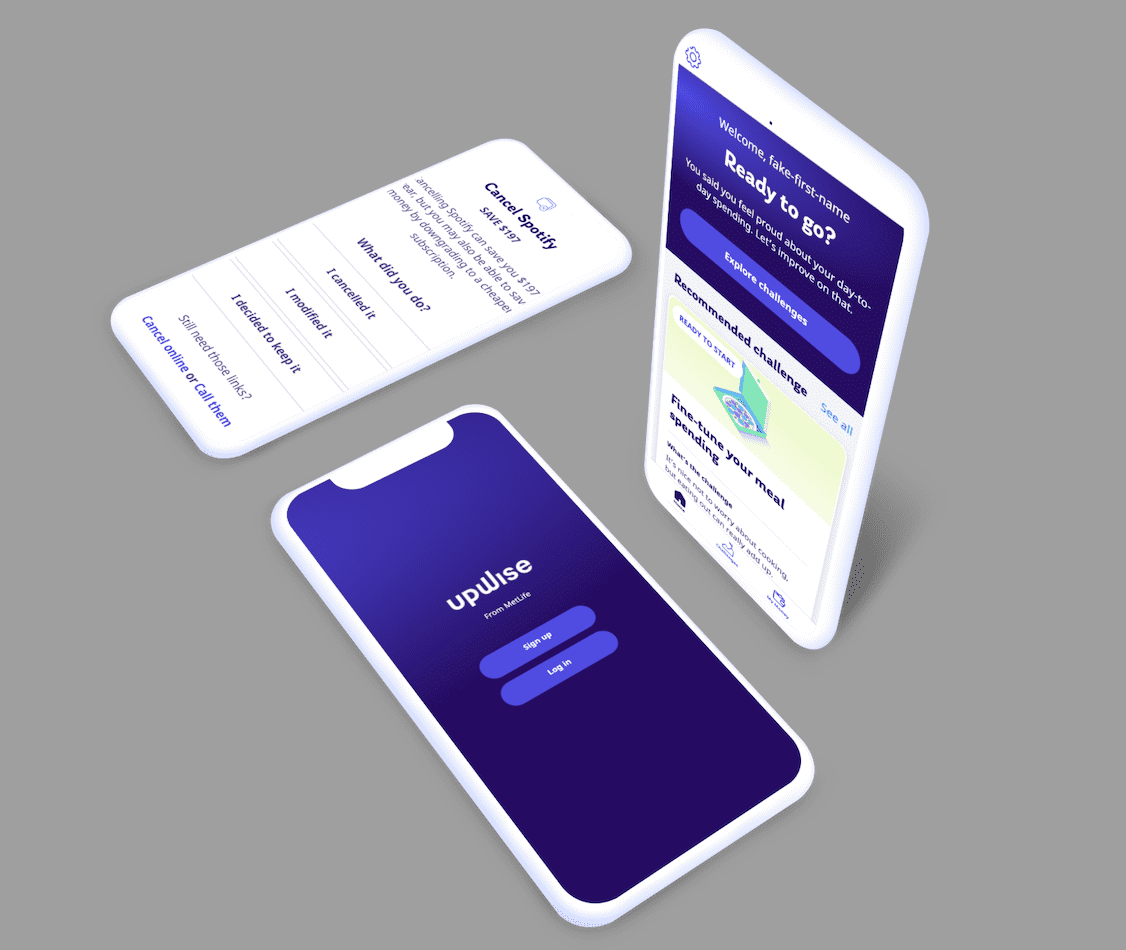 Cancel Spotify
SAVE $197
ancelling Spotify can save you $197
ear, but you may also be able to sav
money by downgrading to a cheaper
subscription.
What did you do?
I cancelled it
I modified it
I decided to keep it
Still need those links?
Cancel online or Call them
Welcome, fake-first-name
Ready to go?
You said you feel proud about your day-to-
day spending. Let's improve on that.
Explore challenges
Recommended challenge
See all
READY TO START
Fine-tune your meal
spending
What's the challenge
It's nice not to worry about cooking,
but eating out can really add up.
Challenges
My Money
upwise
From MetLife
Sign up
Log in